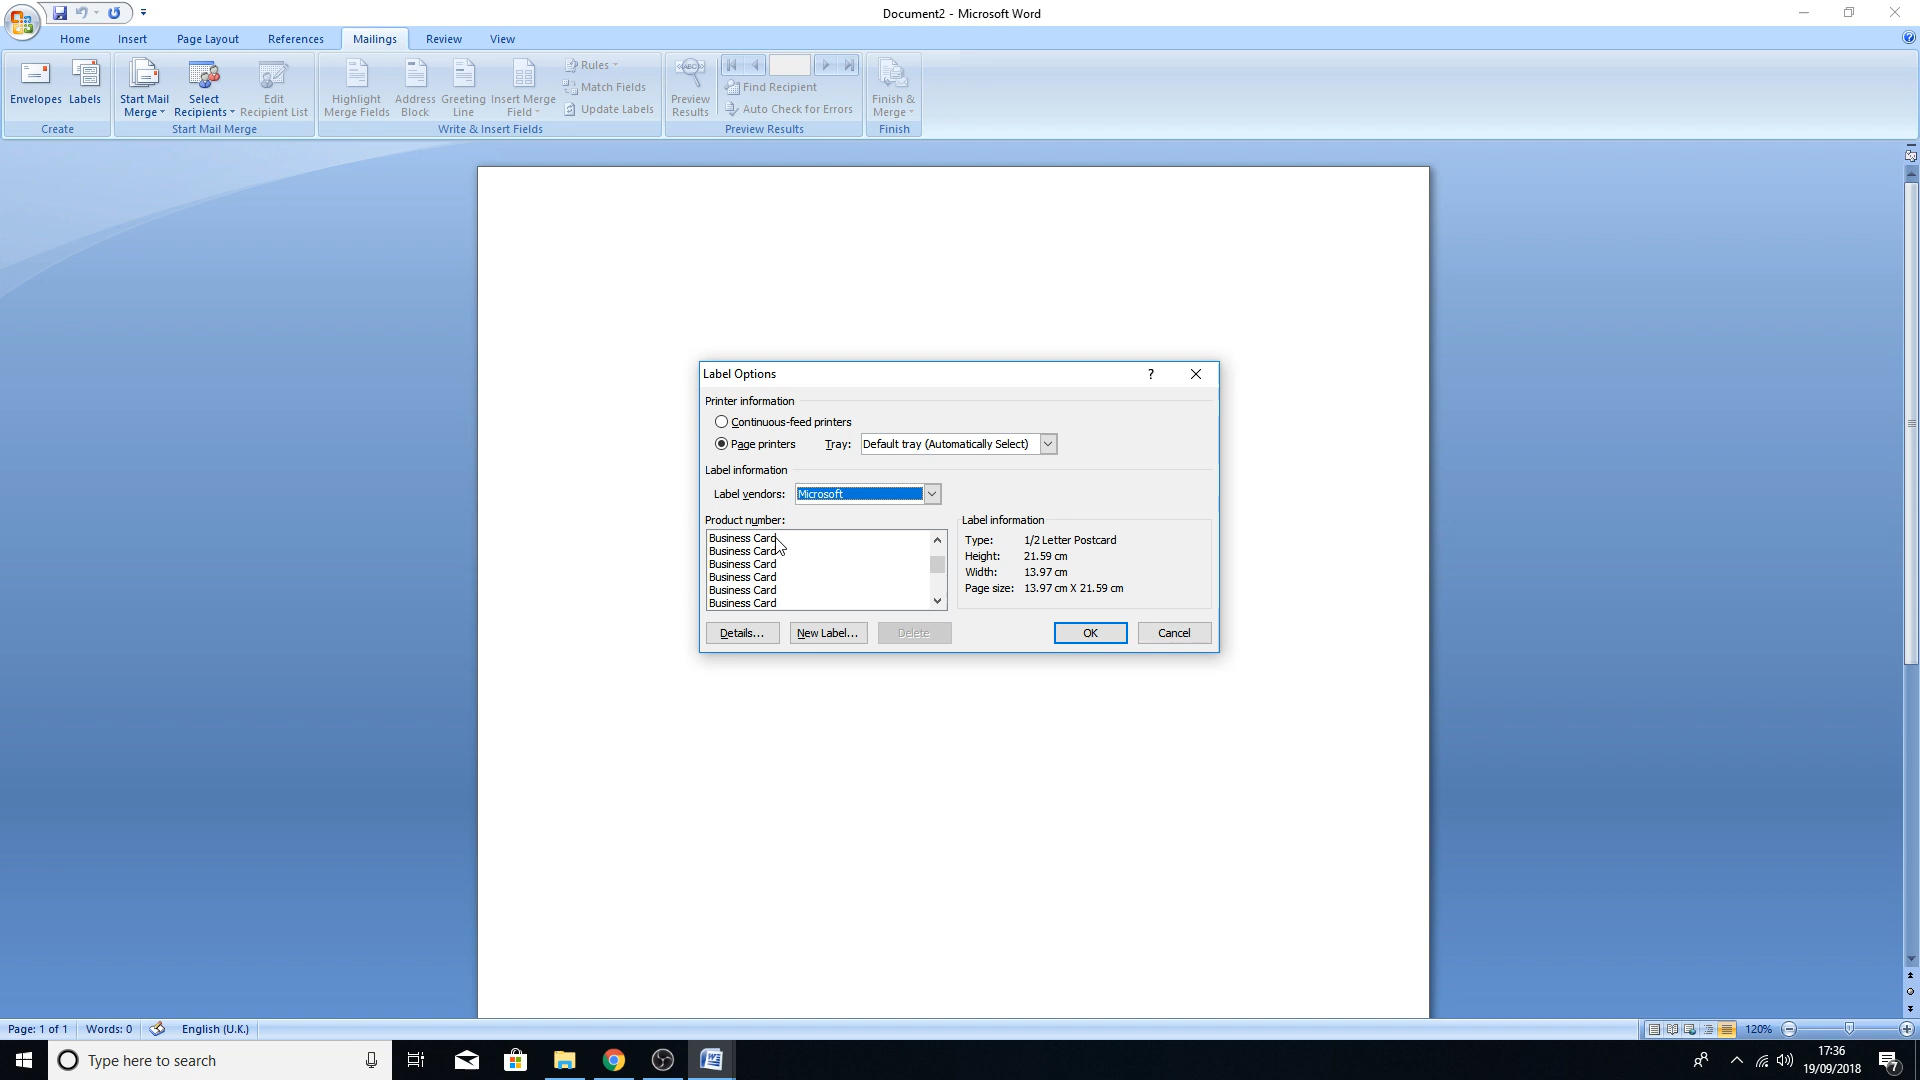 Document2 - Microsoft Word
Home Insert Page Layout References Mailings Review View
Envelopes
Labels
Create
Start Mail Merge
Select Recipients
Edit Recipient List
Start Mail Merge
Highlight Merge Fields
Address Block
Greeting Line
Insert Merge Field
Rules
Match Fields
Update Labels
Write & Insert Fields
Preview Results
Find Recipient
Auto Check for Errors
Preview Results
Finish & Merge
Finish
Label Options
?
Printer information
Continuous-feed printers
Page printers
Tray: Default tray (Automatically Select)
Label information
Label vendors: Microsoft
Product number:
Business Card
Business Card
Business Card
Business Card
Business Card
Business Card
Label information
Type: 1/2 Letter Postcard
Height: 21.59 cm
Width: 13.97 cm
Page size: 13.97 cm X 21.59 cm
Details... New Label... Delete OK Cancel
Page: 1 of 1 Words: 0 English (U.K.) 120%
Type here to search
17:36
19/09/2018
7